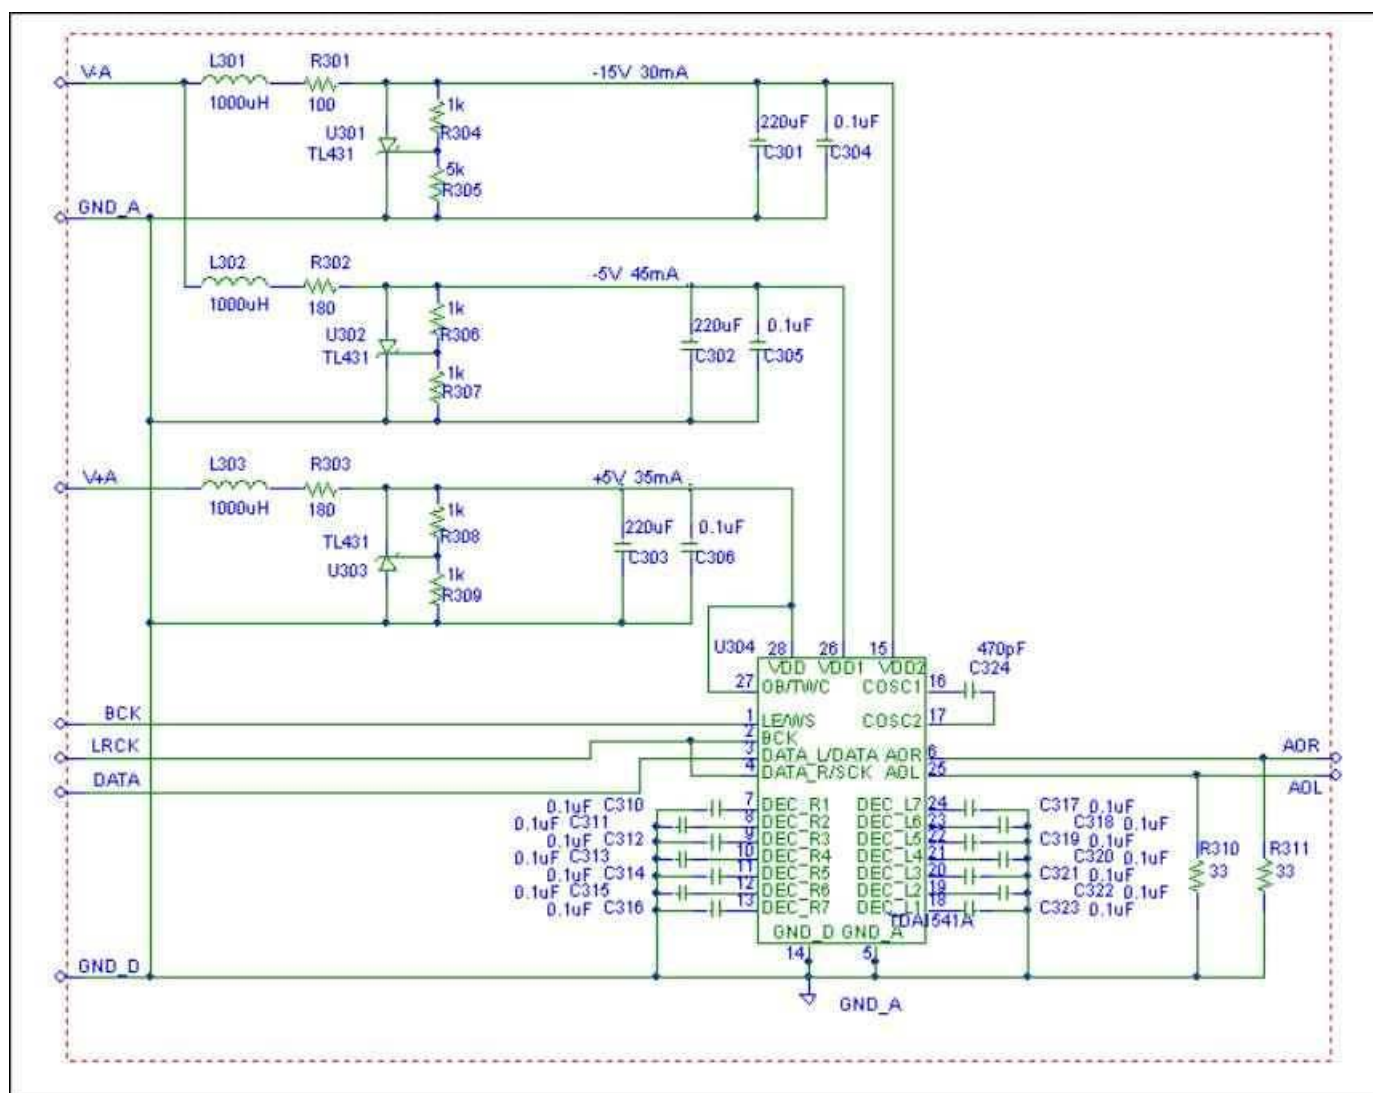 V-A
L301
R301
-15V 30mA
1000uH
100
1k
R304
U301
TL431
5k
R305
220uF
0.1uF
C301
C304
GND_A
L302
R302
-5V 45mA
1000uH
180
1k
R306
U302
TL431
1k
R307
220uF
0.1uF
C302
C305
V+A
L303
R303
+5V 35mA
1000uH
180
1k
R308
TL431
U303
1k
R309
220uF
0.1uF
C303
C306
U304
28
26
15
VDD
VDD1
VDD2
470pF
C324
27
OB/TWC
COSC1
16
BCK
1
LE/WS
COSC2
17
2
BCK
LRCK
3
DATA_L/DATA
AOR
6
AOR
4
DATA_R/SCK
AOL
25
DATA
AOL
0.1uF C310
7
DEC_R1
DEC_L7
24
C317 0.1uF
0.1uF C311
8
DEC_R2
DEC_L6
23
C318 0.1uF
0.1uF C312
9
DEC_R3
DEC_L5
22
C319 0.1uF
0.1uF C313
10
DEC_R4
DEC_L4
21
C320 0.1uF
0.1uF C314
11
DEC_R5
DEC_L3
20
C321 0.1uF
0.1uF C315
12
DEC_R6
DEC_L2
19
C322 0.1uF
0.1uF C316
13
DEC_R7
DEC_L1
18
C323 0.1uF
R310
33
R311
33
TDA1541A
GND_D
GND_A
14
5
GND_D
GND_A